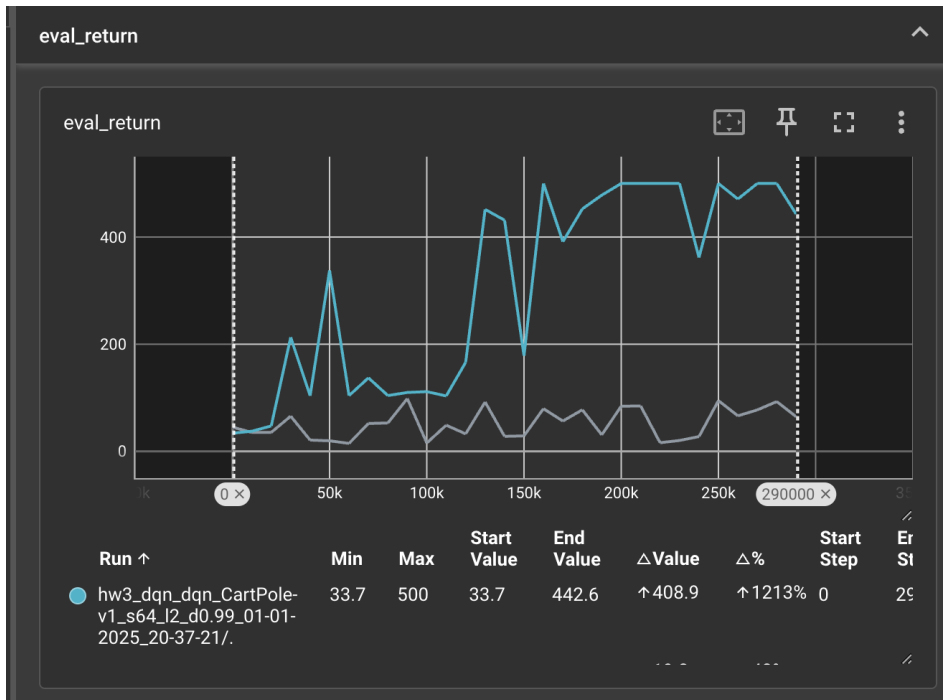 eval_return
eval_return
400
200
0
0 ×
50k
100k
150k
200k
250k
290000 ×
Run ↑
Min
Max
Start Value
End Value
△Value
△%
Start Step
hw3_dqn_dqn_CartPole-
v1_s64_l2_d0.99_01-01-
2025_20-37-21/.
33.7
500
33.7
442.6
↑408.9
↑1213%
0